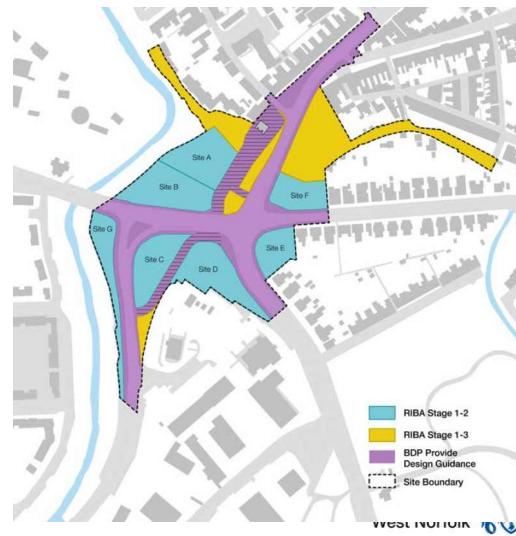 Site A
Site B
Site F
Site G
Site C
Site E
Site D
RIBA Stage 1-2
RIBA Stage 1-3
BDP Provide
Design Guidance
Site Boundary
West Norfolk